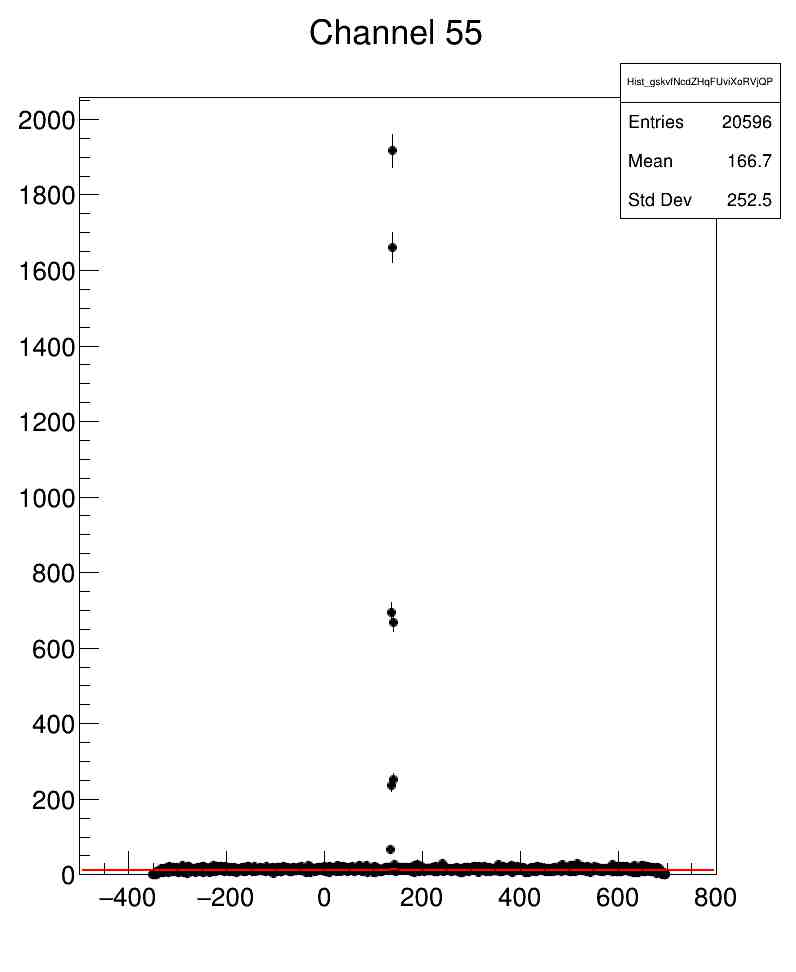 Channel 55
Hist_gskvfNcdZHqFUviXoRVjQP
Entries 20596
Mean 166.7
Std Dev 252.5
2000
1800
1600
1400
1200
1000
800
600
400
200
0
−400 −200 0 200 400 600 800